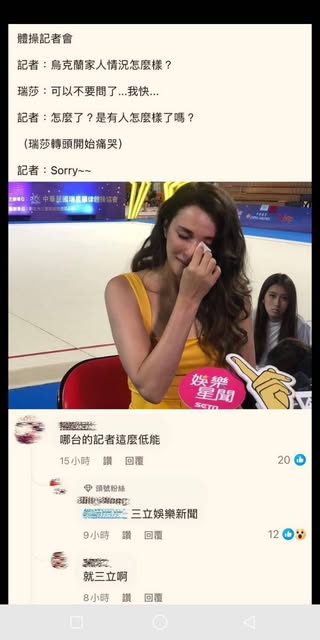 體操記者會
記者：烏克蘭家人情況怎麼樣？
瑞莎：可以不要問了...我快...
記者：怎麼了？是有人怎麼樣了嗎？
（瑞莎轉頭開始痛哭）
記者：Sorry~~
娛樂
星聞
哪台的記者這麼低能
15小時 讚 回覆 20
頭號粉絲
三立娛樂新聞
9小時 讚 回覆 12
就三立啊
8小時 讚 回覆